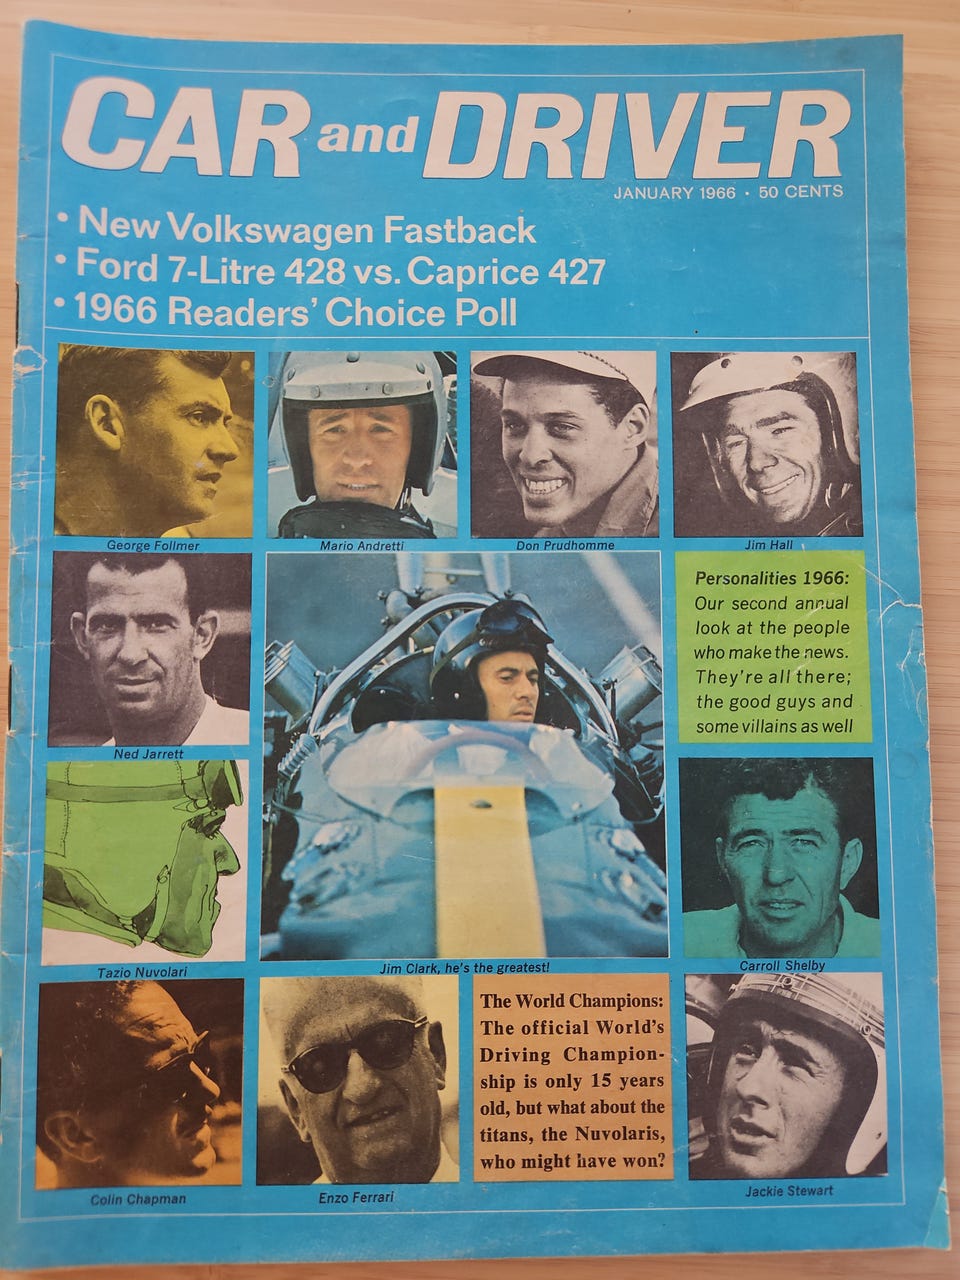 CAR and DRIVER
JANUARY 1966 • 50 CENTS
• New Volkswagen Fastback
• Ford 7-Litre 428 vs. Caprice 427
• 1966 Readers' Choice Poll
George Follmer
Mario Andretti
Don Prudhomme
Jim Hall
Ned Jarrett
Personalities 1966:
Our second annual
look at the people
who make the news.
They're all there;
the good guys and
some villains as well
Tazio Nuvolari
Jim Clark, he's the greatest!
Carroll Shelby
Colin Chapman
Enzo Ferrari
The World Champions:
The official World's
Driving Champion-
ship is only 15 years
old, but what about the
titans, the Nuvolaris,
who might have won?
Jackie Stewart